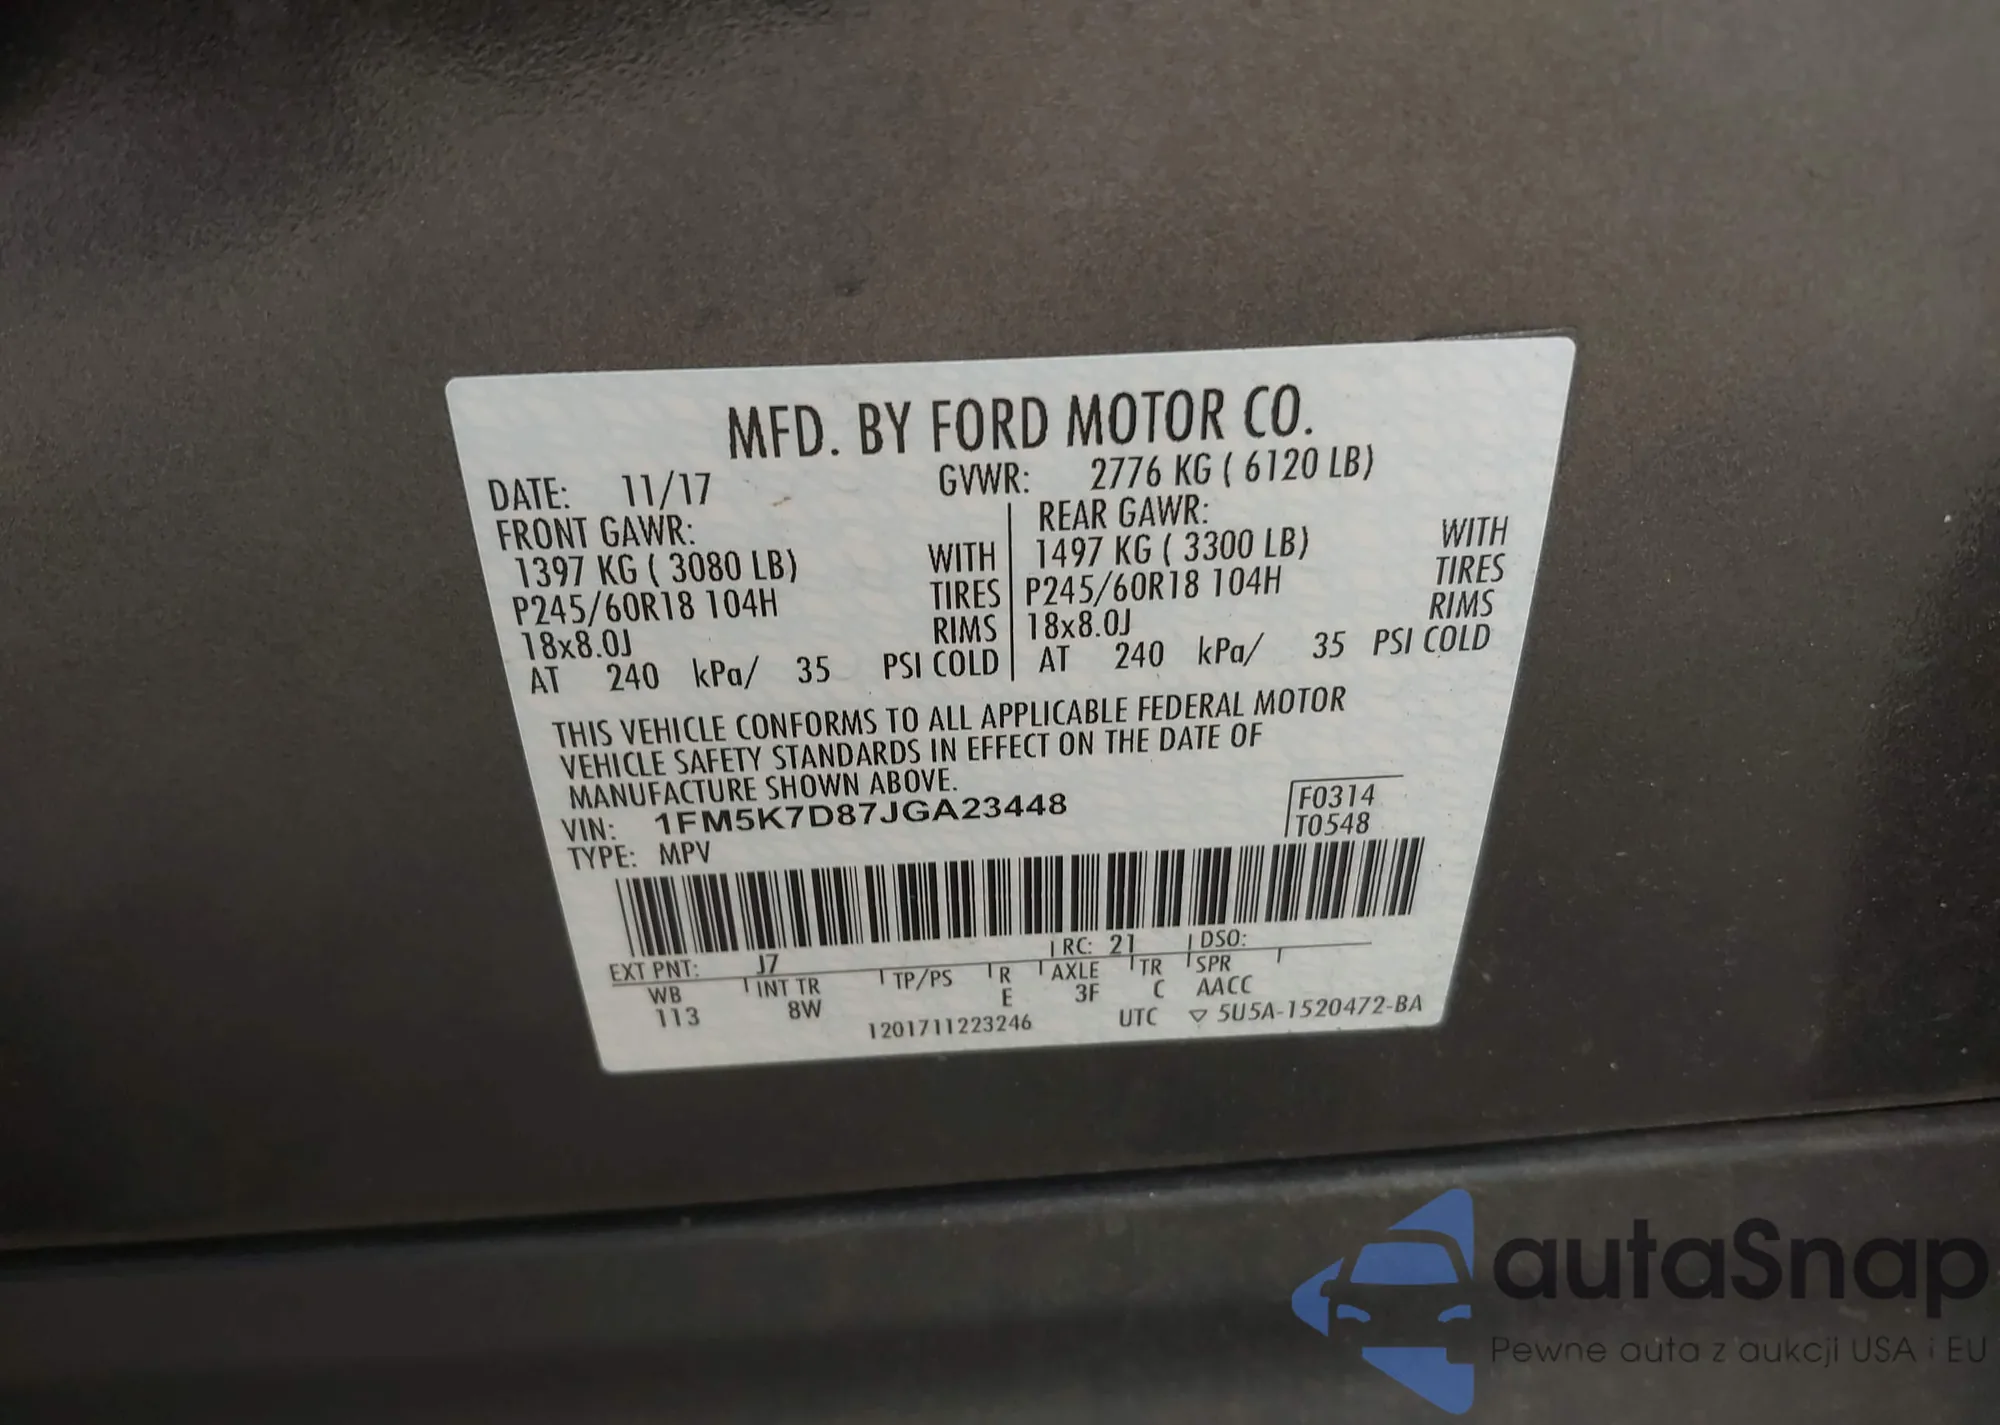 MFD. BY FORD MOTOR CO.
DATE: 11/17 GVWR: 2776 KG ( 6120 LB)
FRONT GAWR: REAR GAWR:
1397 KG ( 3080 LB) WITH 1497 KG ( 3300 LB) WITH
P245/60R18 104H TIRES P245/60R18 104H TIRES
18x8.0J RIMS 18x8.0J RIMS
AT 240 kPa/ 35 PSI COLD AT 240 kPa/ 35 PSI COLD
THIS VEHICLE CONFORMS TO ALL APPLICABLE FEDERAL MOTOR
VEHICLE SAFETY STANDARDS IN EFFECT ON THE DATE OF
MANUFACTURE SHOWN ABOVE.
VIN: 1FM5K7D87JGA23448 F0314
TYPE: MPV T0548
EXT PNT: J7 RC: 21 DSO:
WB INT TR TP/PS R AXLE TR SPR
113 8W E 3F C AACC
1201711223246 UTC ▽ 5U5A-1520472-BA
autaSnap
Pewne auta z aukcji USA i EU